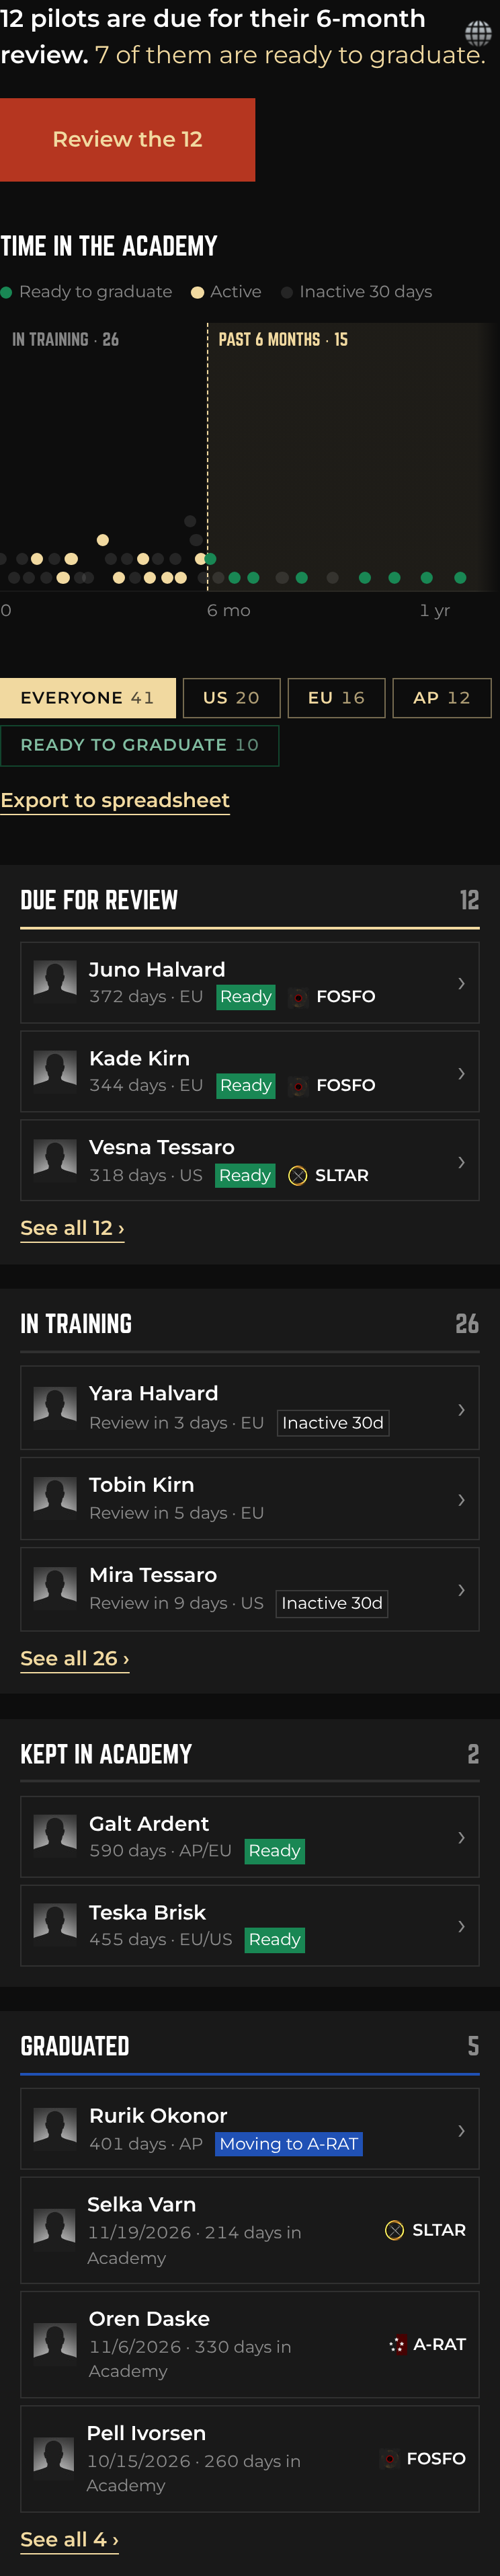 12 pilots are due for their 6-month
review. 7 of them are ready to graduate.
Review the 12
TIME IN THE ACADEMY
Ready to graduate Active Inactive 30 days
IN TRAINING · 26 PAST 6 MONTHS · 15
0 6 mo 1 yr
EVERYONE 41 US 20 EU 16 AP 12
READY TO GRADUATE 10
Export to spreadsheet
DUE FOR REVIEW 12
Juno Halvard
372 days · EU Ready FOSFO ›
Kade Kirn
344 days · EU Ready FOSFO ›
Vesna Tessaro
318 days · US Ready SLTAR ›
See all 12 ›
IN TRAINING 26
Yara Halvard
Review in 3 days · EU Inactive 30d ›
Tobin Kirn
Review in 5 days · EU ›
Mira Tessaro
Review in 9 days · US Inactive 30d ›
See all 26 ›
KEPT IN ACADEMY 2
Galt Ardent
590 days · AP/EU Ready ›
Teska Brisk
455 days · EU/US Ready ›
GRADUATED 5
Rurik Okonor
401 days · AP Moving to A-RAT ›
Selka Varn
11/19/2026 · 214 days in
Academy
SLTAR
Oren Daske
11/6/2026 · 330 days in
Academy
A-RAT
Pell Ivorsen
10/15/2026 · 260 days in
Academy
FOSFO
See all 4 ›